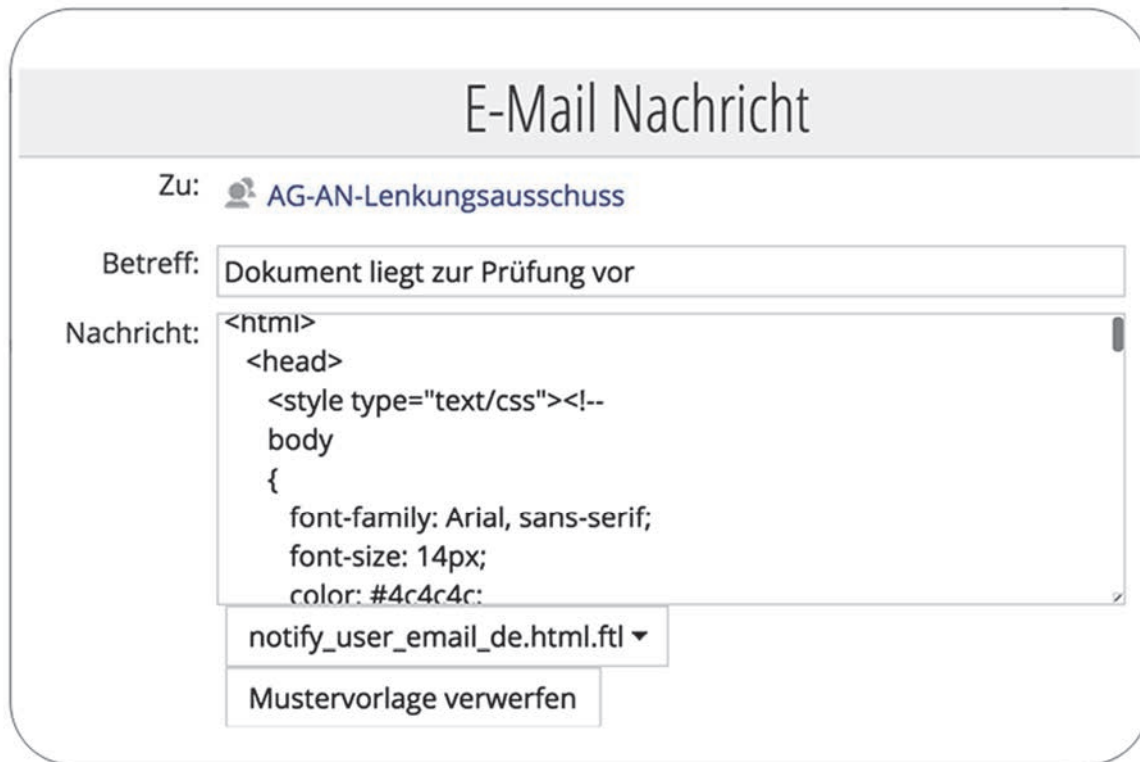 E-Mail Nachricht
Zu: AG-AN-Lenkungsausschuss
Betreff: Dokument liegt zur Prüfung vor
Nachricht: <html>
<head>
<style type="text/css"><!--
body
{
font-family: Arial, sans-serif;
font-size: 14px;
color: #4c4c4c;
notify_user_email_de.html.ftl
Mustervorlage verwerfen